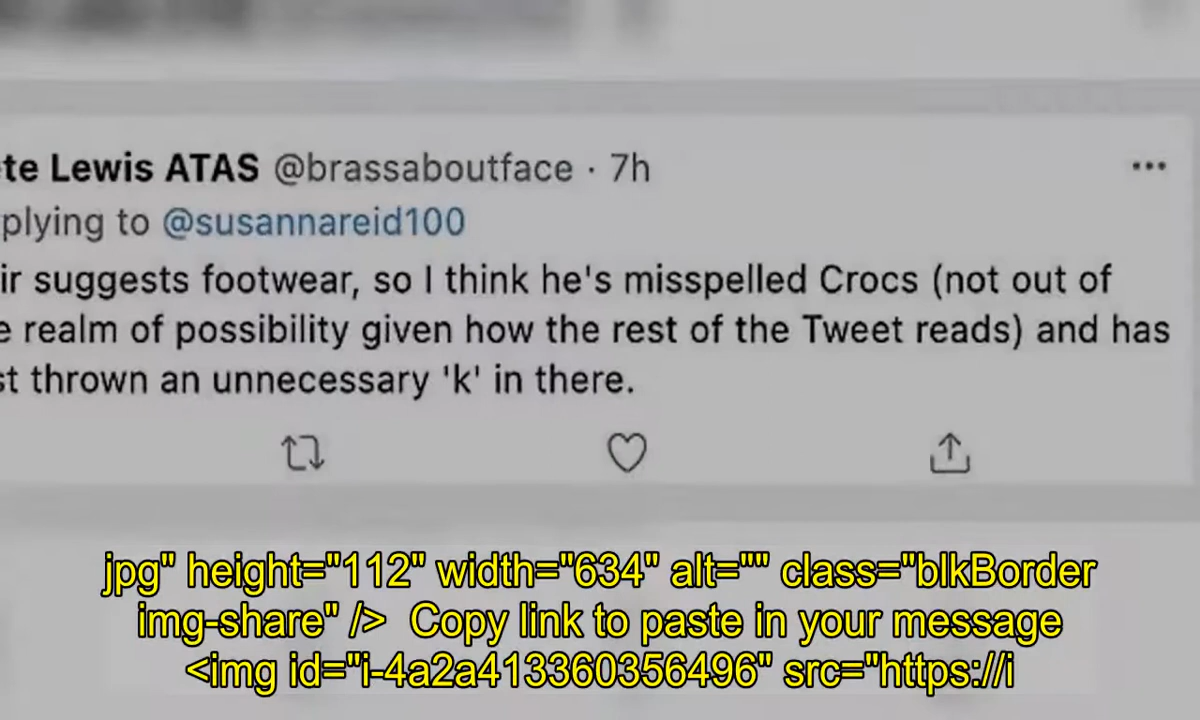 te Lewis ATAS @brassaboutface · 7h
plying to @susannareid100
ir suggests footwear, so I think he's misspelled Crocs (not out of
e realm of possibility given how the rest of the Tweet reads) and has
st thrown an unnecessary 'k' in there.
jpg" height="112" width="634" alt="" class="blkBorder
img-share" />  Copy link to paste in your message
<img id="i-4a2a413360356496" src="https://i